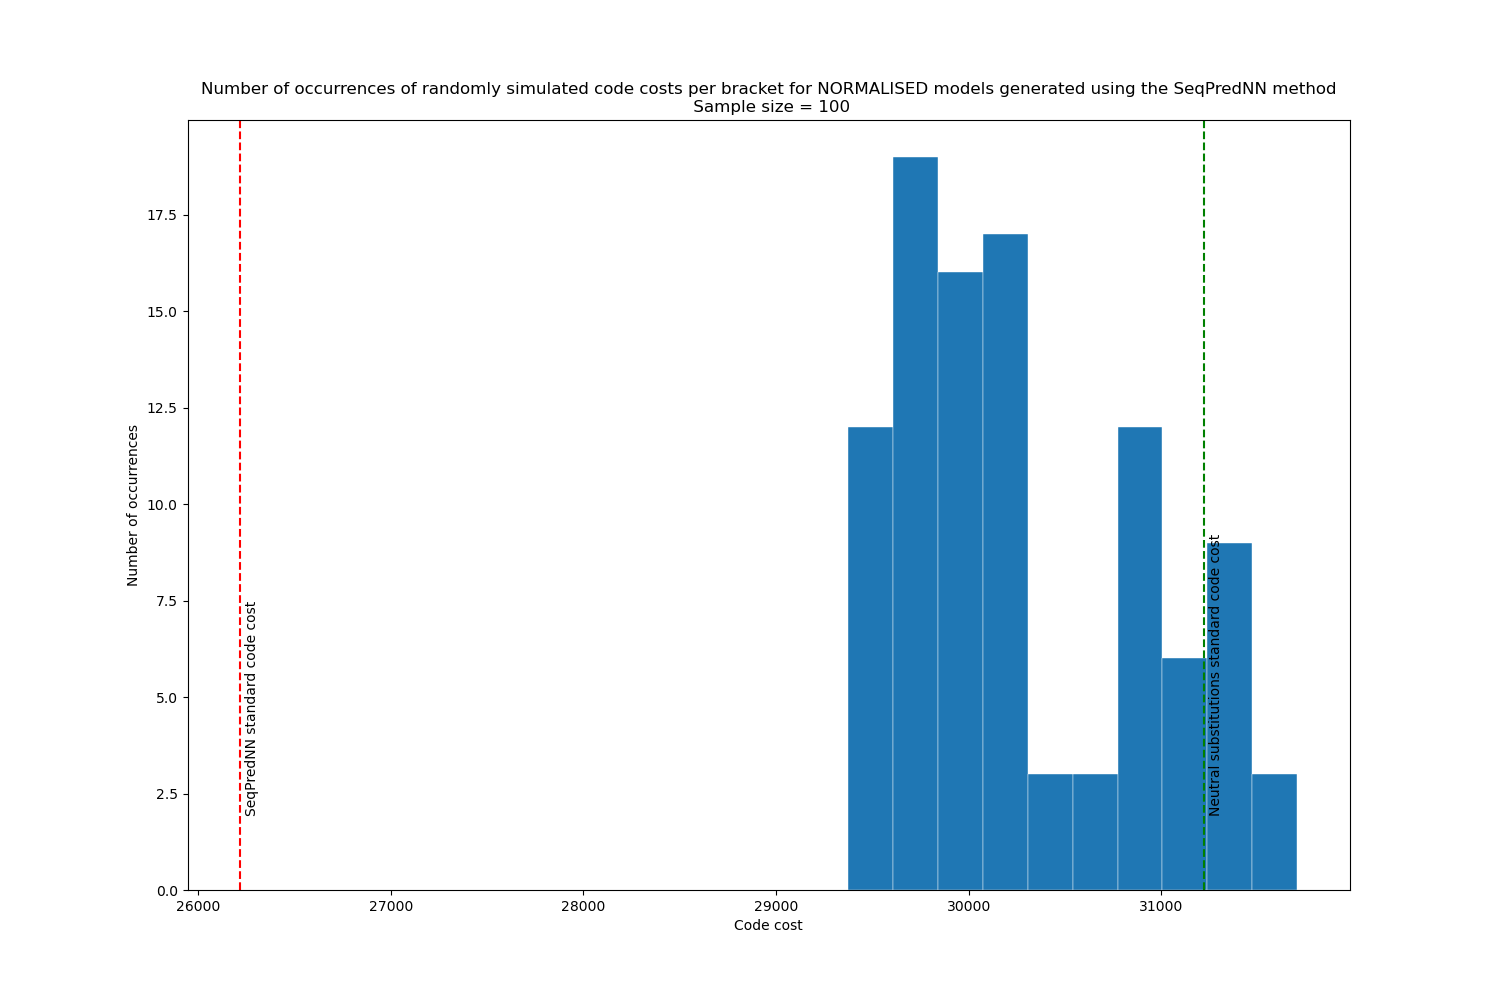 Number of occurrences of randomly simulated code costs per bracket for NORMALISED models generated using the SeqPredNN method
Sample size = 100
Number of occurrences
17.5
15.0
12.5
10.0
7.5
5.0
2.5
0.0
SeqPredNN standard code cost
Neutral substitutions standard code cost
26000
27000
28000
29000
30000
31000
Code cost